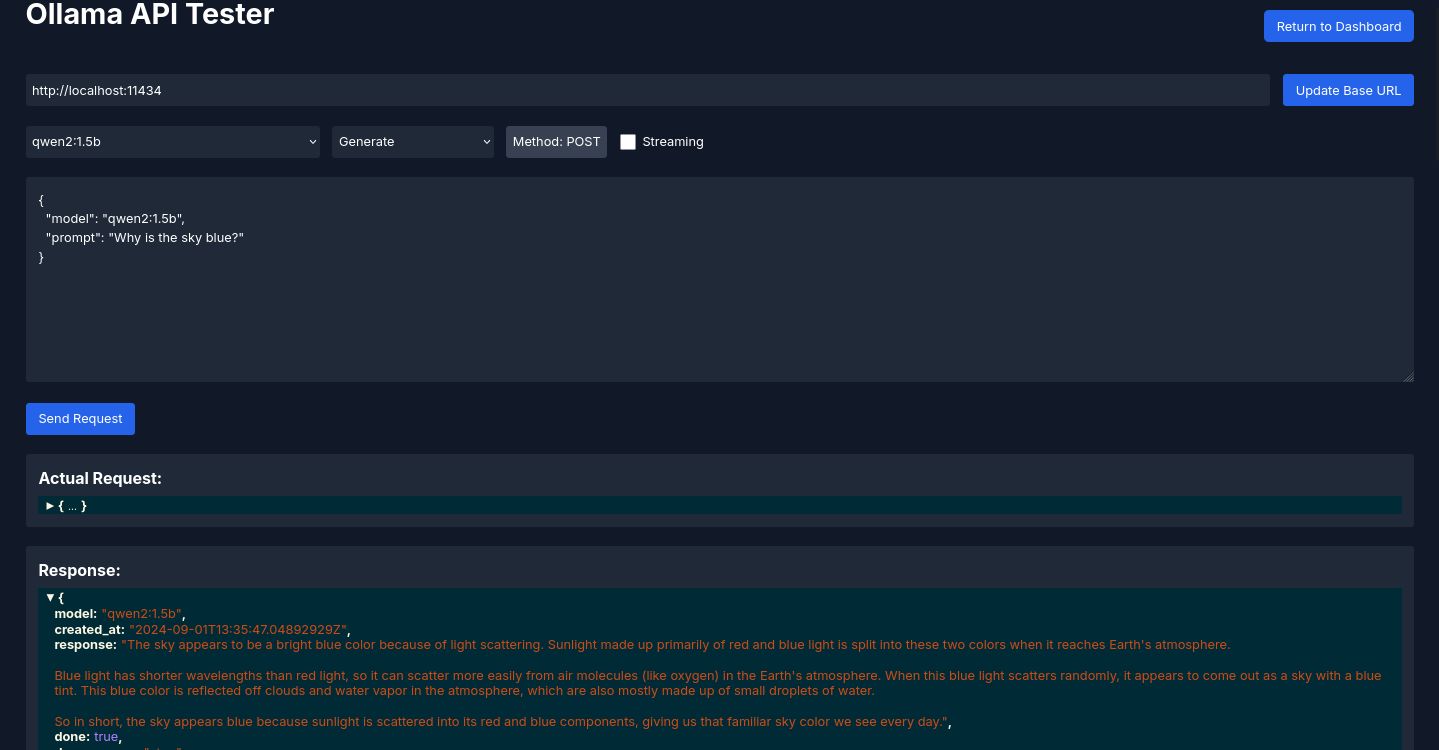 Ollama API Tester
Return to Dashboard
http://localhost:11434
Update Base URL
qwen2:1.5b
Generate
Method: POST
Streaming
{
"model": "qwen2:1.5b",
"prompt": "Why is the sky blue?"
}
Send Request
Actual Request:
{ ... }
Response:
{
model: "qwen2:1.5b",
created_at: "2024-09-01T13:35:47.04892929Z",
response: "The sky appears to be a bright blue color because of light scattering. Sunlight made up primarily of red and blue light is split into these two colors when it reaches Earth's atmosphere.
Blue light has shorter wavelengths than red light, so it can scatter more easily from air molecules (like oxygen) in the Earth's atmosphere. When this blue light scatters randomly, it appears to come out as a sky with a blue
tint. This blue color is reflected off clouds and water vapor in the atmosphere, which are also mostly made up of small droplets of water.
So in short, the sky appears blue because sunlight is scattered into its red and blue components, giving us that familiar sky color we see every day.",
done: true,